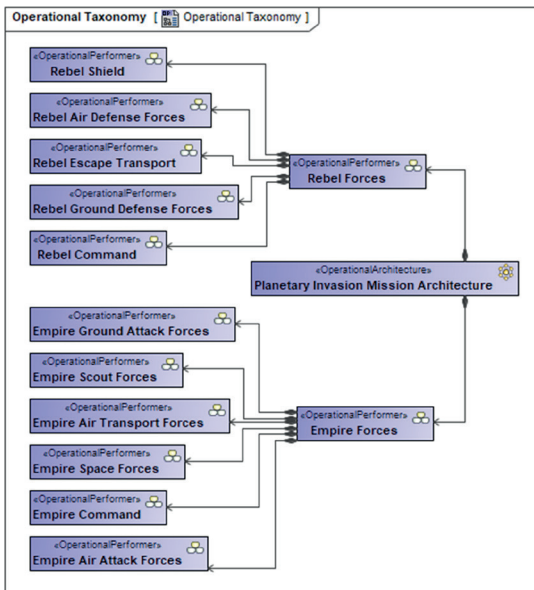 Operational Taxonomy [ Operational Taxonomy ]
«OperationalPerformer»
Rebel Shield
«OperationalPerformer»
Rebel Air Defense Forces
«OperationalPerformer»
Rebel Escape Transport
«OperationalPerformer»
Rebel Ground Defense Forces
«OperationalPerformer»
Rebel Command
«OperationalPerformer»
Rebel Forces
«OperationalArchitecture»
Planetary Invasion Mission Architecture
«OperationalPerformer»
Empire Ground Attack Forces
«OperationalPerformer»
Empire Scout Forces
«OperationalPerformer»
Empire Air Transport Forces
«OperationalPerformer»
Empire Space Forces
«OperationalPerformer»
Empire Command
«OperationalPerformer»
Empire Air Attack Forces
«OperationalPerformer»
Empire Forces